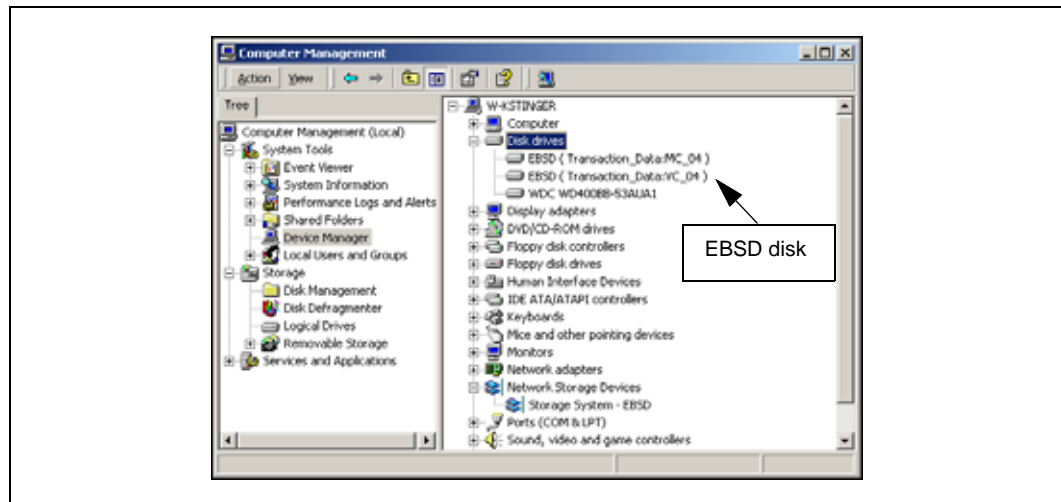 Computer Management
Action View
Tree
Computer Management (Local)
System Tools
Event Viewer
System Information
Performance Logs and Alerts
Shared Folders
Device Manager
Local Users and Groups
Storage
Disk Management
Disk Defragmenter
Logical Drives
Removable Storage
Services and Applications
W-KSTINGER
Computer
Disk drives
EBSD ( Transaction_Data:MC_04 )
EBSD ( Transaction_Data:YC_04 )
WDC WD400BB-53AUA1
Display adapters
DVD/CD-ROM drives
Floppy disk controllers
Floppy disk drives
Human Interface Devices
IDE ATA/ATAPI controllers
Keyboards
Mice and other pointing devices
Monitors
Network adapters
Network Storage Devices
Storage System - EBSD
Ports (COM & LPT)
Sound, video and game controllers
EBSD disk